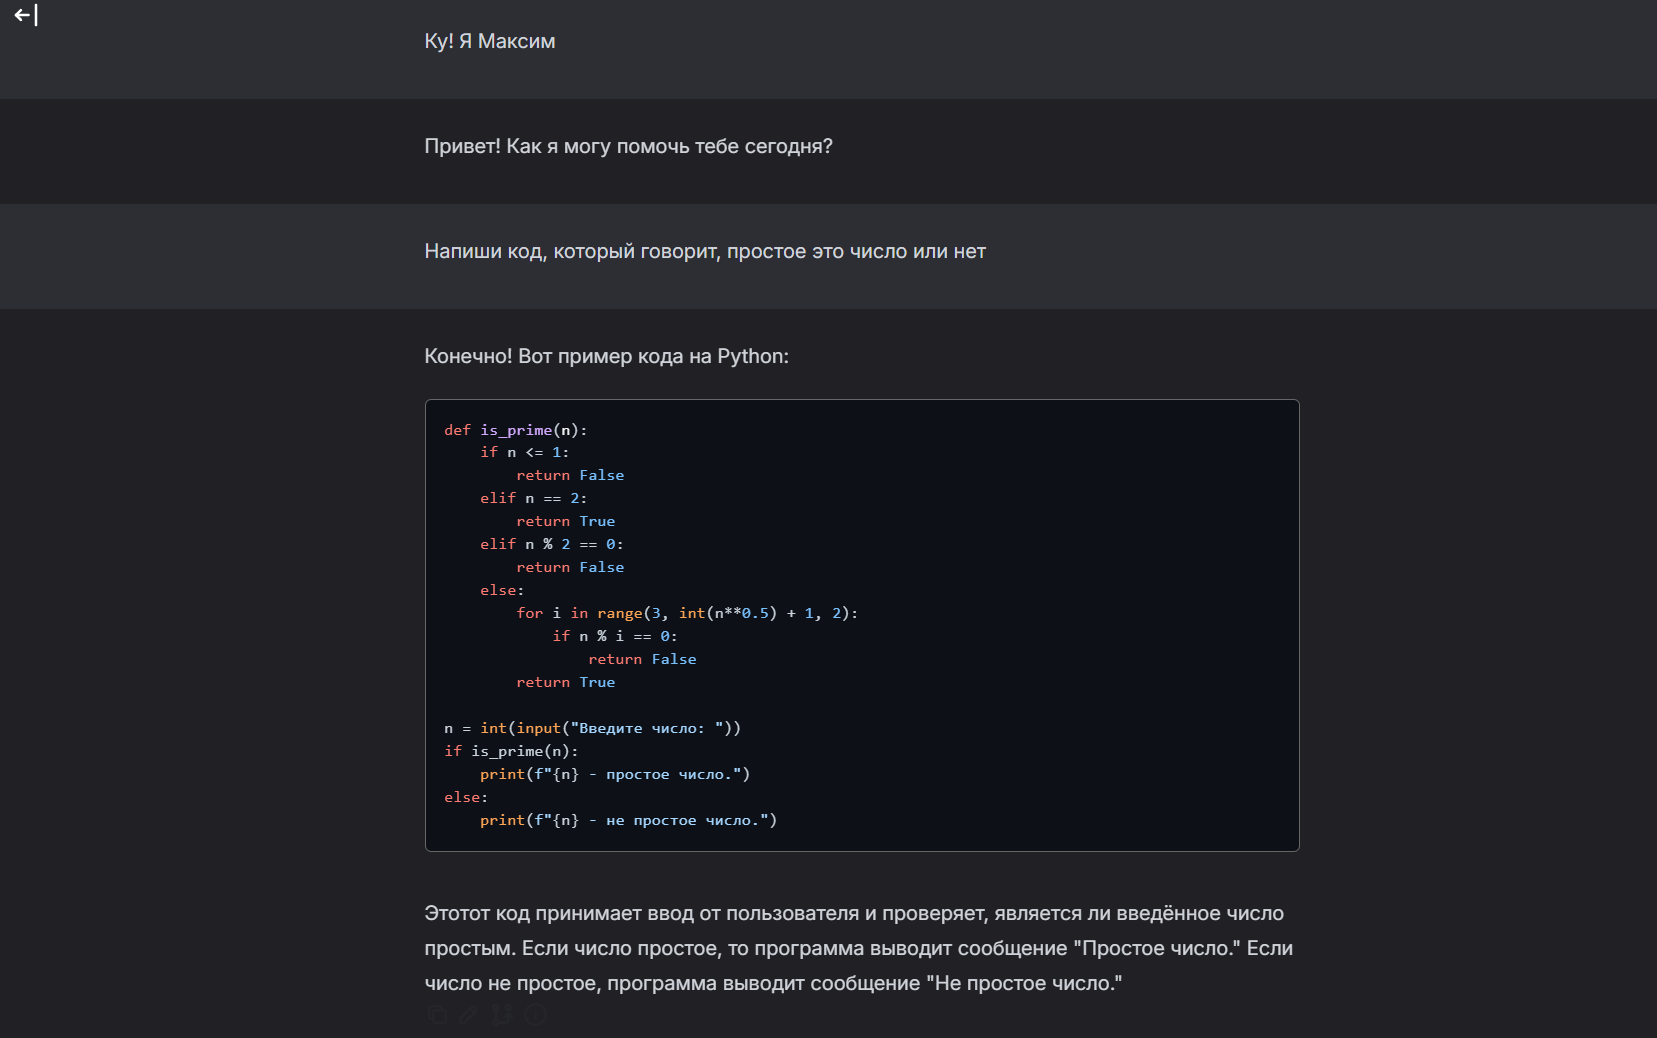 Ку! Я Максим
Привет! Как я могу помочь тебе сегодня?
Напиши код, который говорит, простое это число или нет
Конечно! Вот пример кода на Python:
def is_prime(n):
    if n <= 1:
        return False
    elif n == 2:
        return True
    elif n % 2 == 0:
        return False
    else:
        for i in range(3, int(n**0.5) + 1, 2):
            if n % i == 0:
                return False
        return True

n = int(input("Введите число: "))
if is_prime(n):
    print(f"{n} - простое число.")
else:
    print(f"{n} - не простое число.")
Этотот код принимает ввод от пользователя и проверяет, является ли введённое число
простым. Если число простое, то программа выводит сообщение "Простое число." Если
число не простое, программа выводит сообщение "Не простое число."